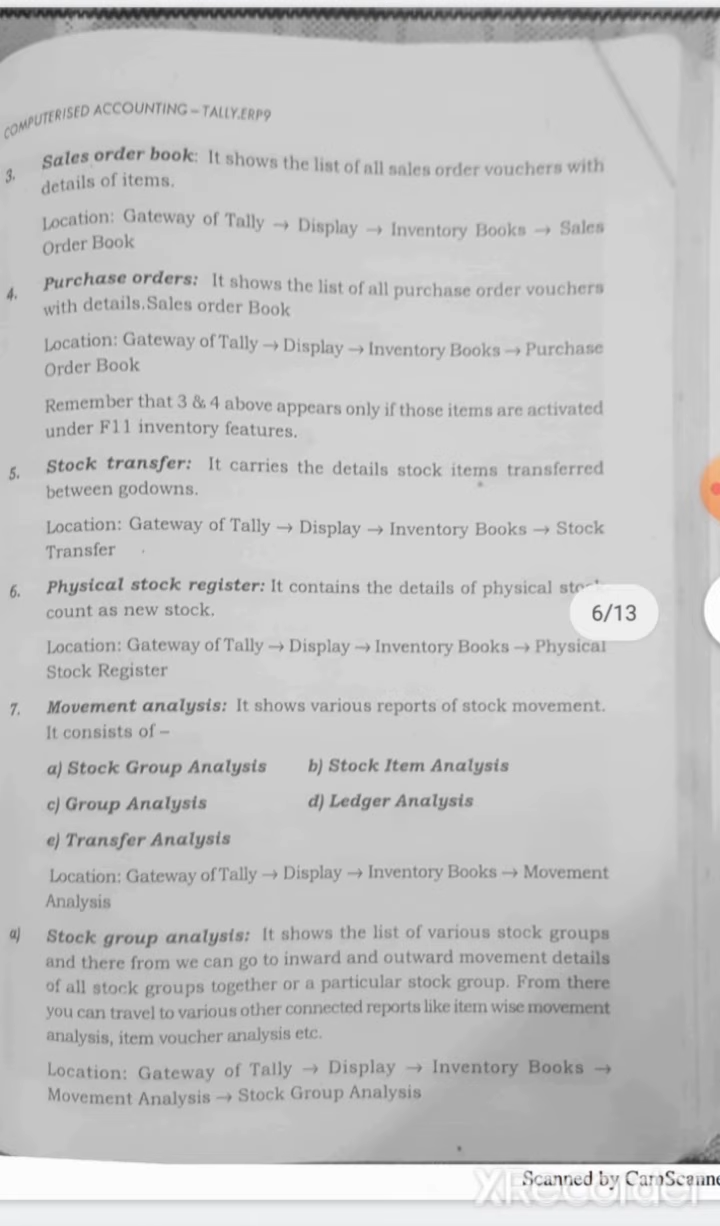 COMPUTERISED ACCOUNTING – TALLY.ERP9
3. Sales order book: It shows the list of all sales order vouchers with
details of items.
Location: Gateway of Tally → Display → Inventory Books → Sales
Order Book
4. Purchase orders: It shows the list of all purchase order vouchers
with details.Sales order Book
Location: Gateway of Tally → Display → Inventory Books → Purchase
Order Book
Remember that 3 & 4 above appears only if those items are activated
under F11 inventory features.
5. Stock transfer: It carries the details stock items transferred
between godowns.
Location: Gateway of Tally → Display → Inventory Books → Stock
Transfer
6. Physical stock register: It contains the details of physical
count as new stock.
6/13
Location: Gateway of Tally → Display → Inventory Books → Physical
Stock Register
7. Movement analysis: It shows various reports of stock movement.
It consists of –
a) Stock Group Analysis b) Stock Item Analysis
c) Group Analysis d) Ledger Analysis
e) Transfer Analysis
Location: Gateway of Tally → Display → Inventory Books → Movement
Analysis
a) Stock group analysis: It shows the list of various stock groups
and there from we can go to inward and outward movement details
of all stock groups together or a particular stock group. From there
you can travel to various other connected reports like item wise movement
analysis, item voucher analysis etc.
Location: Gateway of Tally → Display → Inventory Books →
Movement Analysis → Stock Group Analysis
Scanned by CamScanne
XRecorder